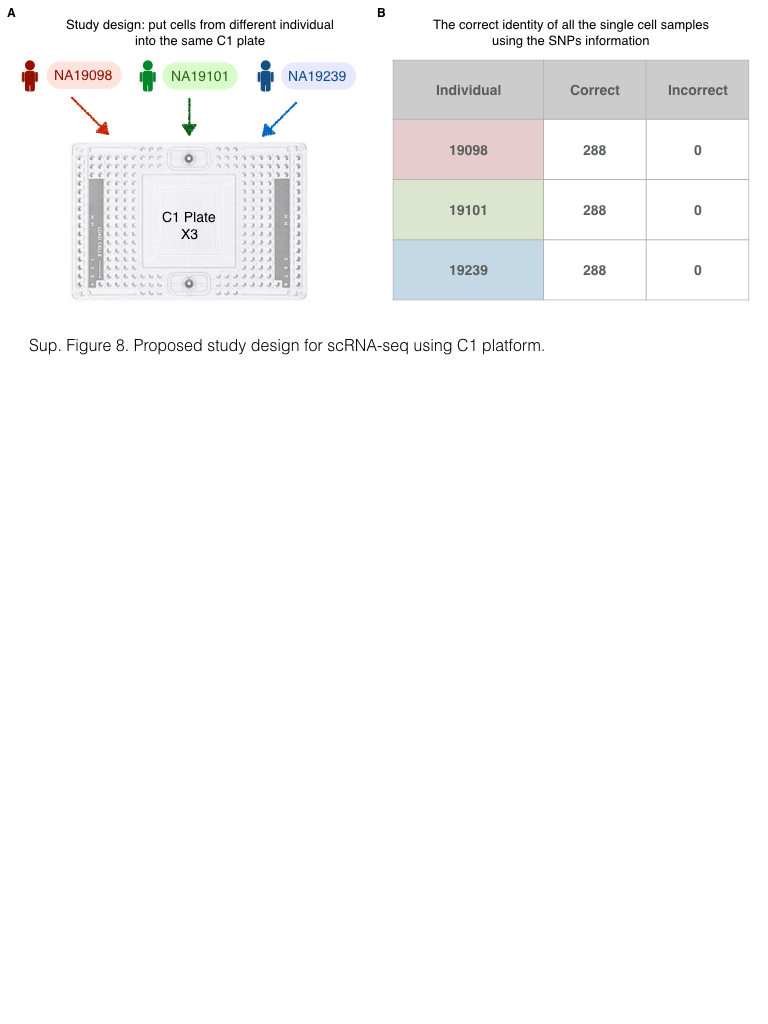 A
Study design: put cells from different individual
into the same C1 plate
NA19098
NA19101
NA19239
C1 Plate
X3
B
The correct identity of all the single cell samples
using the SNPs information
Individual Correct Incorrect
19098 288 0
19101 288 0
19239 288 0
Sup. Figure 8. Proposed study design for scRNA-seq using C1 platform.